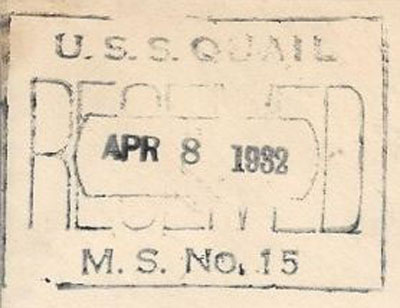 U.S.S. QUAIL
RECEIVED
APR 8 1932
M.S. No. 15